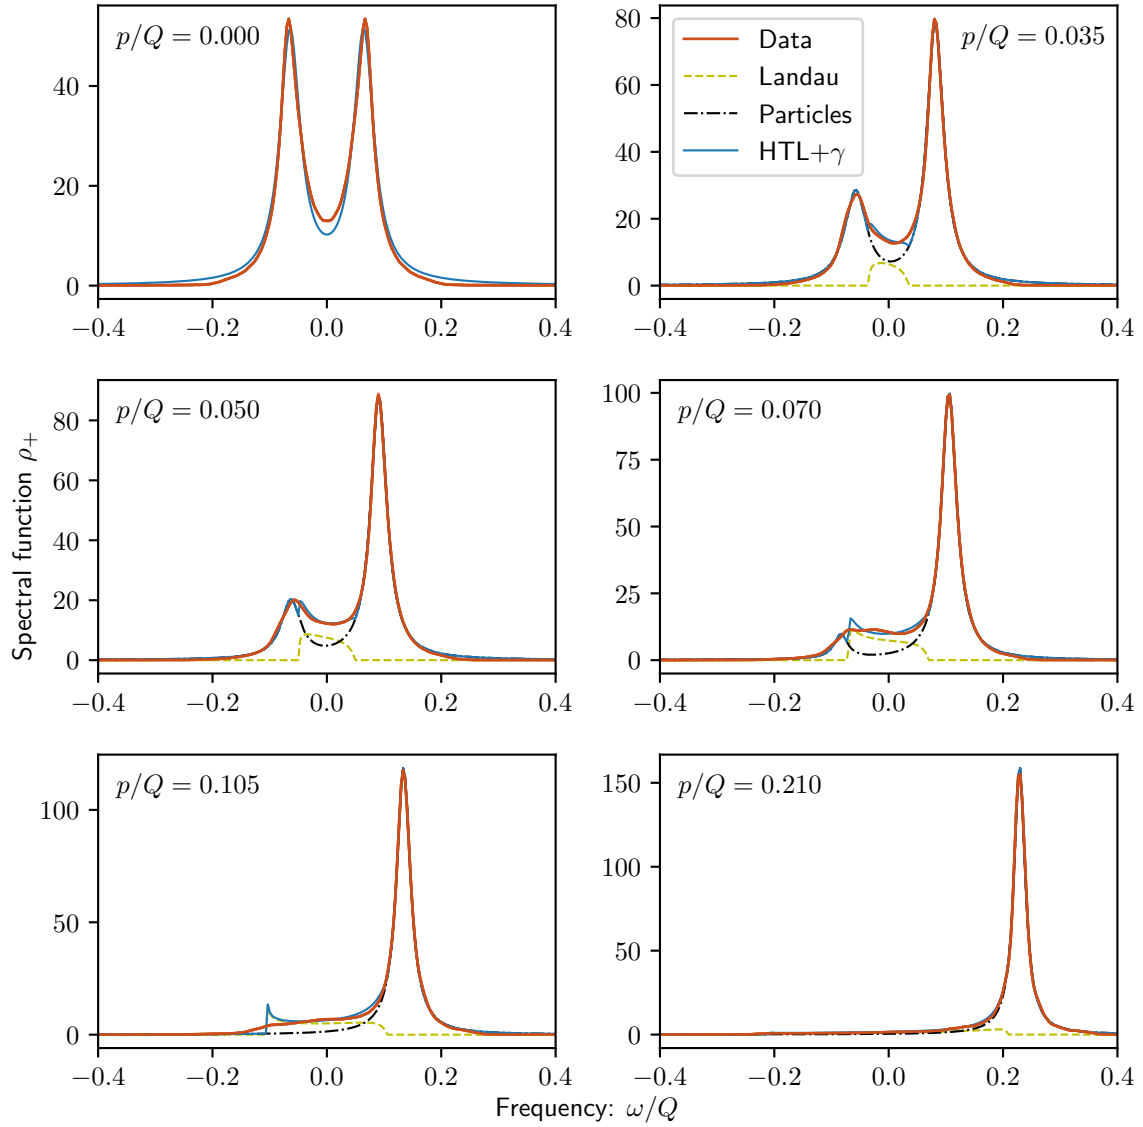 p/Q = 0.000
40
20
0
−0.4 −0.2 0.0 0.2 0.4
p/Q = 0.035
Data
Landau
Particles
HTL+γ
80
60
40
20
0
−0.4 −0.2 0.0 0.2 0.4
p/Q = 0.050
80
60
40
20
0
−0.4 −0.2 0.0 0.2 0.4
p/Q = 0.070
100
75
50
25
0
−0.4 −0.2 0.0 0.2 0.4
Spectral function ρ₊
p/Q = 0.105
100
50
0
−0.4 −0.2 0.0 0.2 0.4
p/Q = 0.210
150
100
50
0
−0.4 −0.2 0.0 0.2 0.4
Frequency: ω/Q